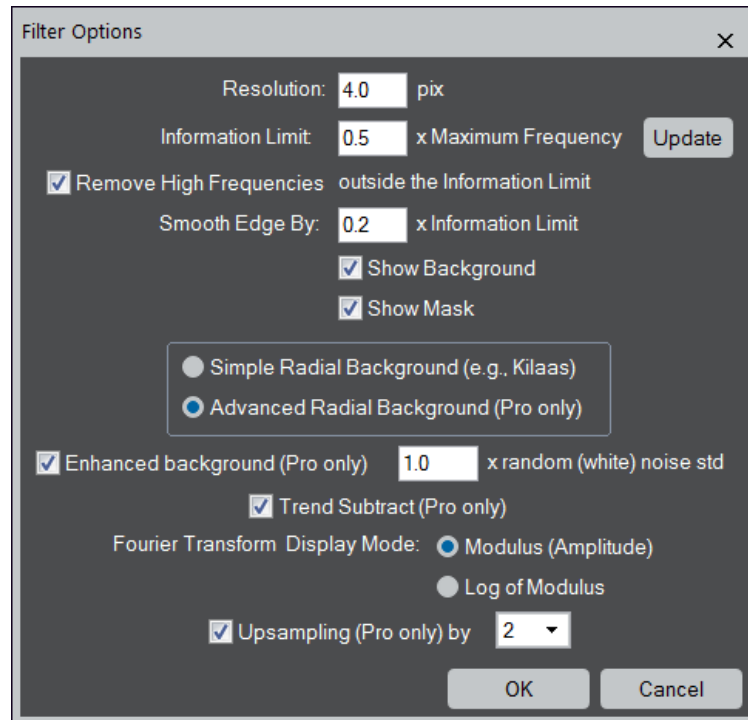 Filter Options
Resolution: 4.0 pix
Information Limit: 0.5 x Maximum Frequency Update
Remove High Frequencies outside the Information Limit
Smooth Edge By: 0.2 x Information Limit
Show Background
Show Mask
Simple Radial Background (e.g., Kilaas)
Advanced Radial Background (Pro only)
Enhanced background (Pro only) 1.0 x random (white) noise std
Trend Subtract (Pro only)
Fourier Transform Display Mode: Modulus (Amplitude)
Log of Modulus
Upsampling (Pro only) by 2
OK Cancel